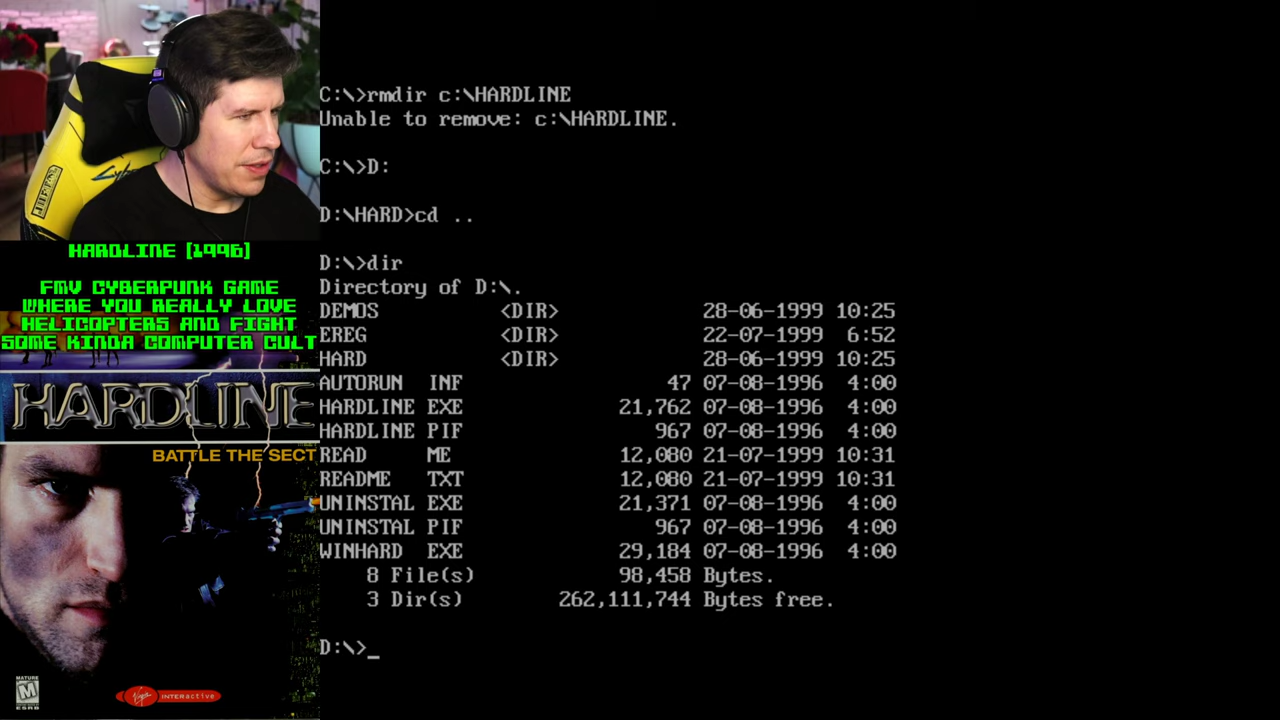 HARDLINE [1996]
FMV CYBERPUNK GAME
WHERE YOU REALLY LOVE
HELICOPTERS AND FIGHT
SOME KINDA COMPUTER CULT
HARDLINE
BATTLE THE SECT
MATURE
M
ESRB
Virgin INTERactive
C:\>rmdir c:\HARDLINE
Unable to remove: c:\HARDLINE.
C:\>D:
D:\HARD>cd ..
D:\>dir
Directory of D:\.
DEMOS <DIR> 28-06-1999 10:25
EREG <DIR> 22-07-1999 6:52
HARD <DIR> 28-06-1999 10:25
AUTORUN INF 47 07-08-1996 4:00
HARDLINE EXE 21,762 07-08-1996 4:00
HARDLINE PIF 967 07-08-1996 4:00
READ ME 12,080 21-07-1999 10:31
README TXT 12,080 21-07-1999 10:31
UNINSTAL EXE 21,371 07-08-1996 4:00
UNINSTAL PIF 967 07-08-1996 4:00
WINHARD EXE 29,184 07-08-1996 4:00
8 File(s) 98,458 Bytes.
3 Dir(s) 262,111,744 Bytes free.
D:\>_